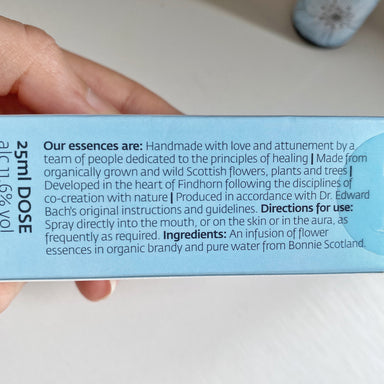 Our essences are: Handmade with love and attunement by a
team of people dedicated to the principles of healing | Made from
organically grown and wild Scottish flowers, plants and trees |
Developed in the heart of Findhorn following the disciplines of
co-creation with nature | Produced in accordance with Dr. Edward
Bach's original instructions and guidelines. Directions for use:
Spray directly into the mouth, or on the skin or in the aura, as
frequently as required. Ingredients: An infusion of flower
essences in organic brandy and pure water from Bonnie Scotland.
25ml DOSE
alc 11.6% vol